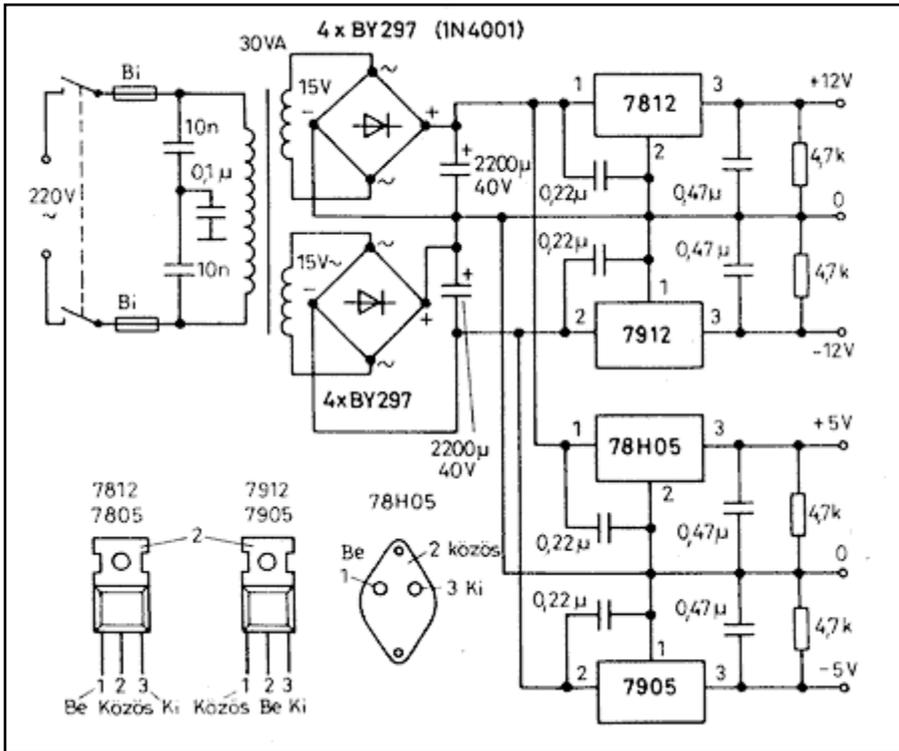 4 x BY297 (1N4001)
30VA
Bi
15V
~
+
−
1
7812
3
+12V
2
10n
0,1µ
220V
~
10n
Bi
+
2200µ
40V
0,22µ
0,47µ
4,7k
0
~
15V~
~
−
+
+
0,22µ
0,47µ
4,7k
1
2
7912
3
−12V
~
4xBY297
2200µ
40V
1
78H05
3
+5V
2
0,22µ
0,47µ
4,7k
0
0,22µ
0,47µ
4,7k
1
2
7905
3
−5V
7812
7805
7912
7905
2
78H05
Be
1
2 közös
3 Ki
1 2 3
Be Közös Ki
1 2 3
Közös Be Ki